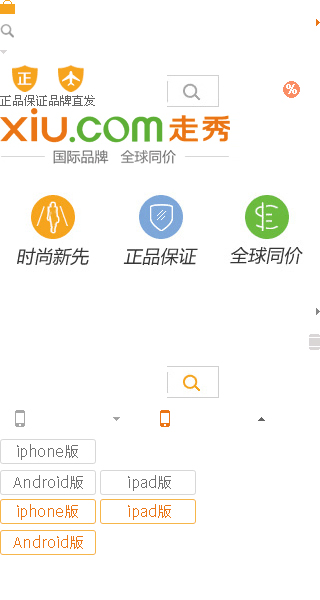 正
正品保证品牌直发
%
xiu.com 走秀
国际品牌 全球同价
时尚新先 正品保证 全球同价
iphone版
Android版 ipad版
iphone版 ipad版
Android版